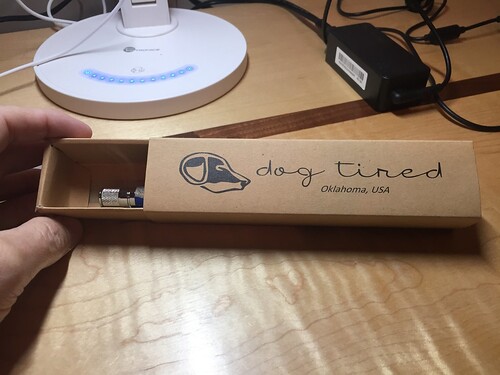 dog tired
Oklahoma, USA